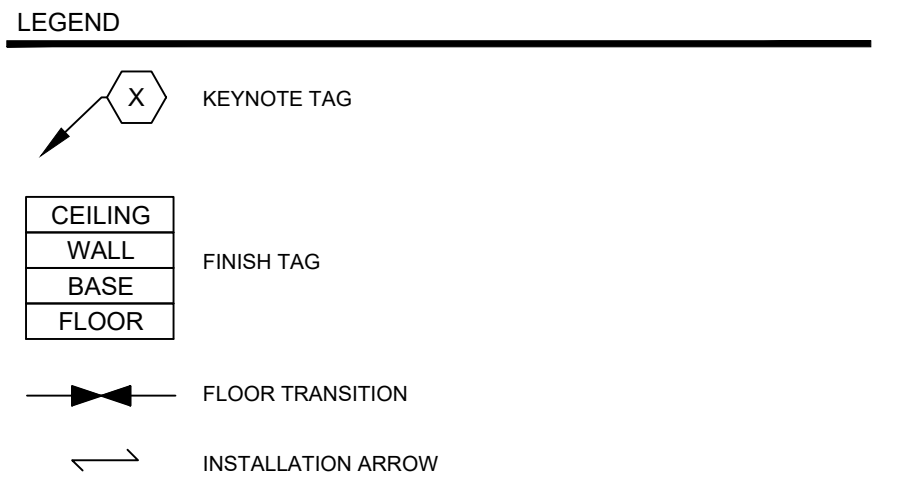 LEGEND
X KEYNOTE TAG
CEILING
WALL
BASE
FLOOR
FINISH TAG
FLOOR TRANSITION
INSTALLATION ARROW